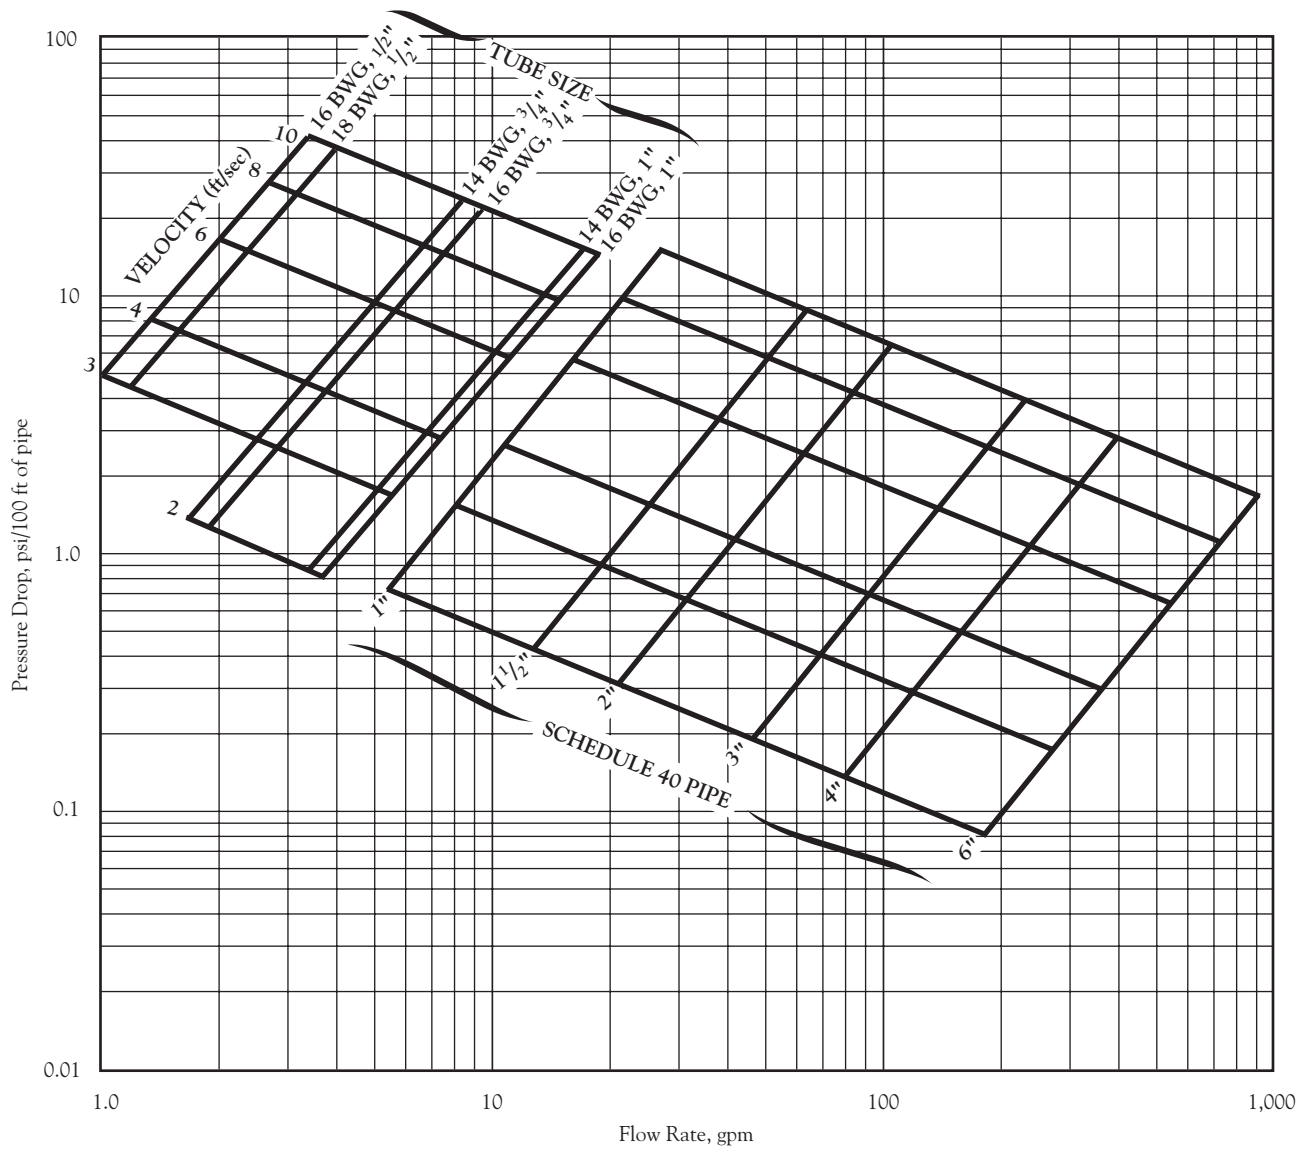 100
10
1.0
0.1
0.01
Pressure Drop, psi/100 ft of pipe
1.0
10
100
1,000
Flow Rate, gpm
TUBE SIZE
16 BWG, 1/2"
18 BWG, 1/2"
14 BWG, 3/4"
16 BWG, 3/4"
14 BWG, 1"
16 BWG, 1"
VELOCITY (ft/sec)
10
8
6
4
3
2
1"
1 1/2"
2"
3"
4"
6"
SCHEDULE 40 PIPE